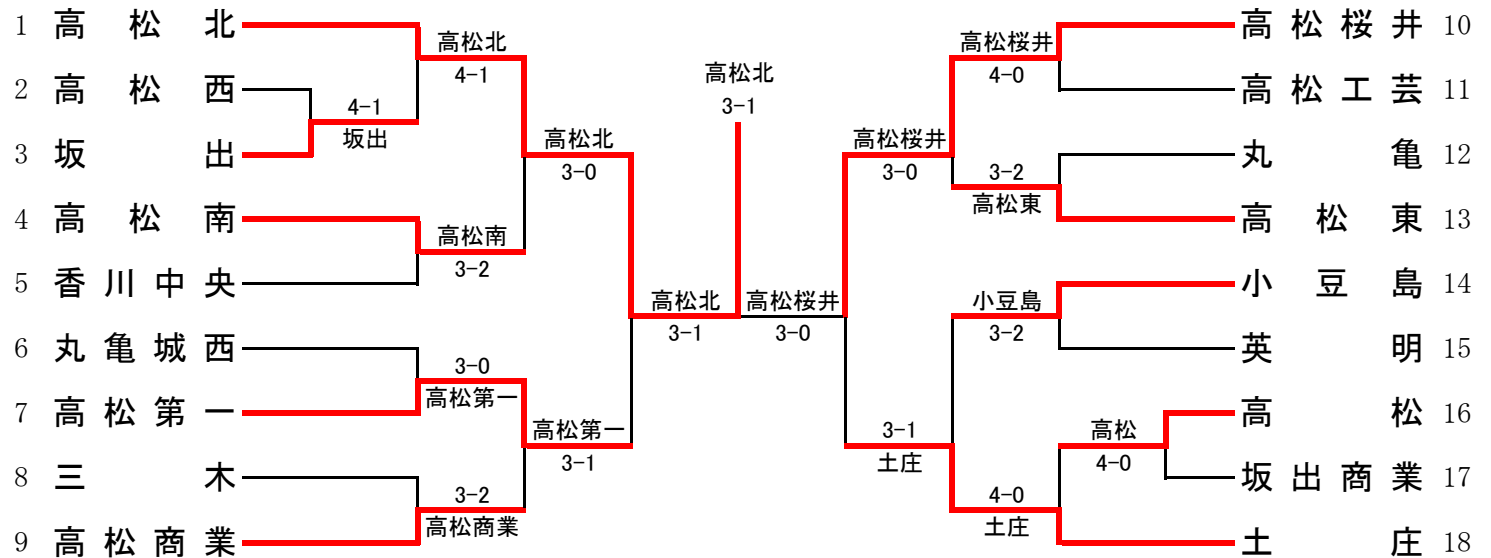 1 高松北
2 高松西
3 坂出
4 高松南
5 香川中央
6 丸亀城西
7 高松第一
8 三木
9 高松商業
高松北
4-1
4-1
坂出
高松南
3-2
3-0
高松第一
3-2
高松商業
高松北
3-0
高松第一
3-1
高松北
3-1
高松北
3-1
高松桜井
3-0
高松桜井
3-0
3-1
土庄
高松桜井
4-0
3-2
高松東
小豆島
3-2
高松
4-0
4-0
土庄
高松桜井 10
高松工芸 11
丸亀 12
高松東 13
小豆島 14
英明 15
高松 16
坂出商業 17
土庄 18